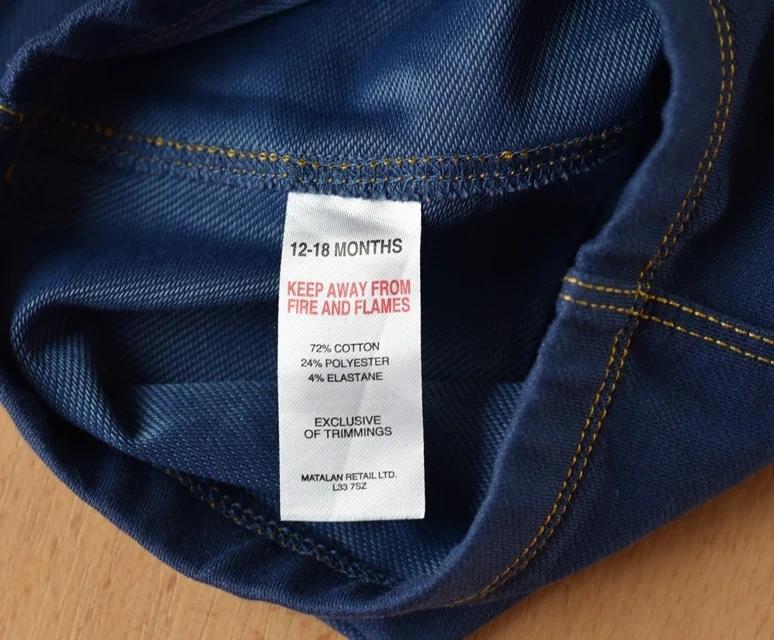 12-18 MONTHS
KEEP AWAY FROM
FIRE AND FLAMES
72% COTTON
24% POLYESTER
4% ELASTANE
EXCLUSIVE
OF TRIMMINGS
MATALAN RETAIL LTD.
L33 7SZ